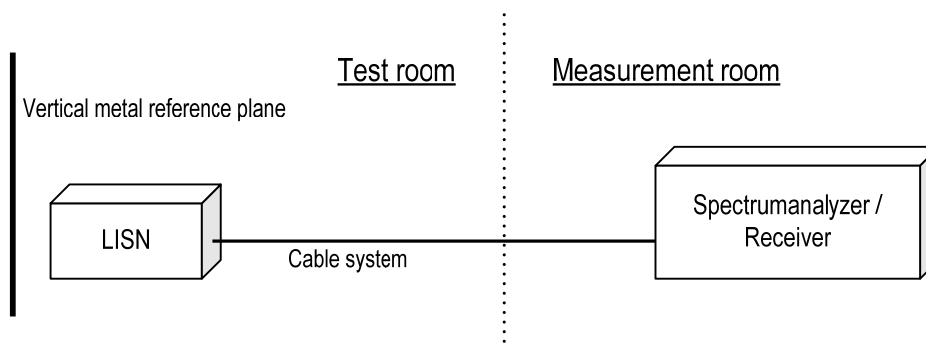 Test room
Measurement room
Vertical metal reference plane
LISN
Cable system
Spectrumanalyzer /
Receiver